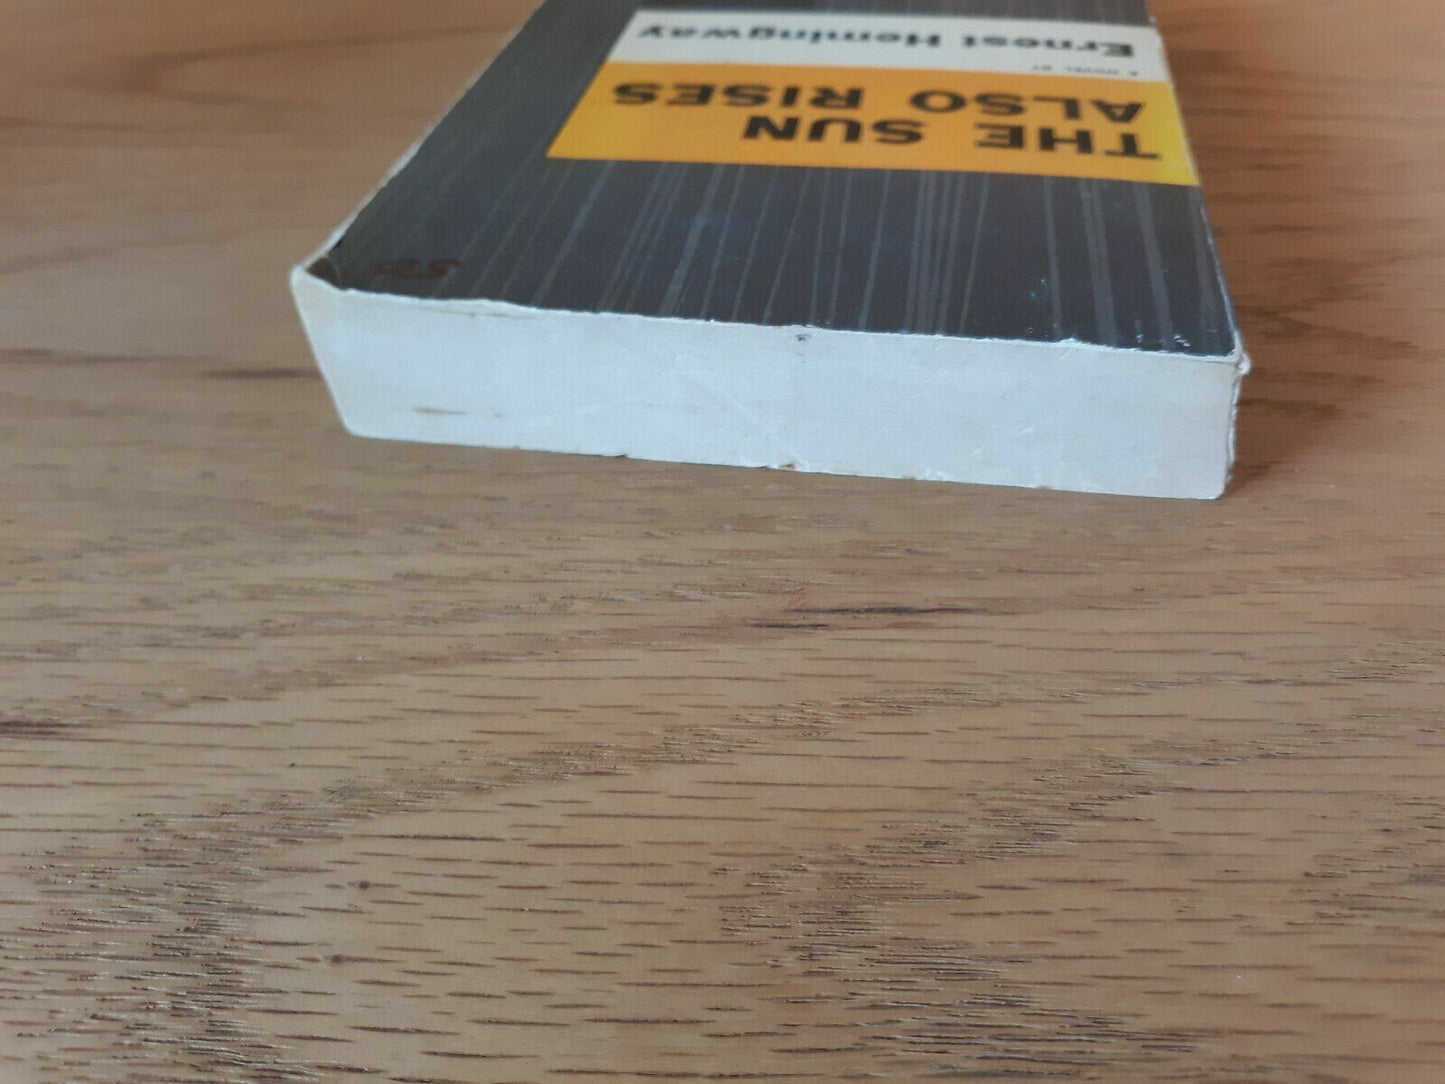 THE SUN
ALSO RISES
A NOVEL BY
Ernest Hemingway